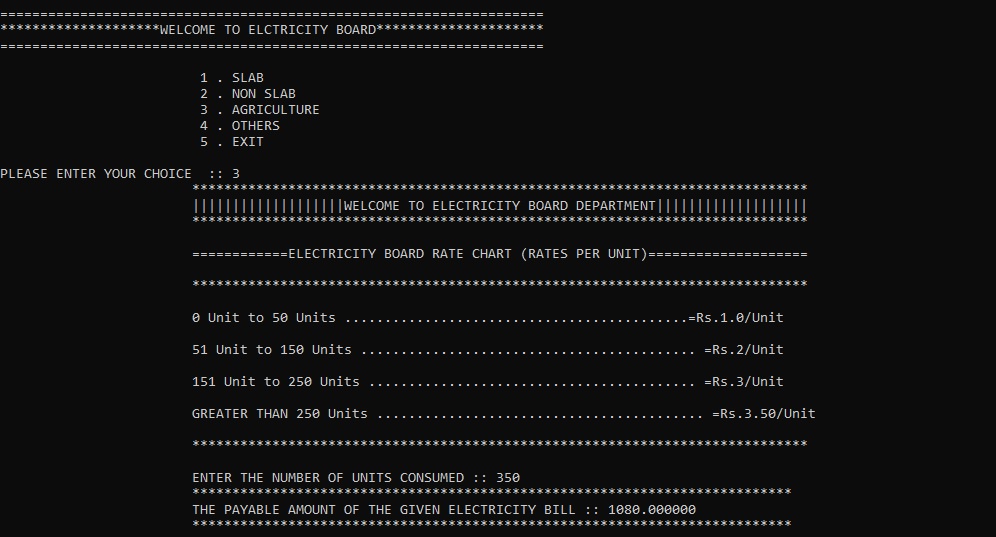 ====================================================================
********************WELCOME TO ELCTRICITY BOARD*********************
====================================================================
1 . SLAB
2 . NON SLAB
3 . AGRICULTURE
4 . OTHERS
5 . EXIT
PLEASE ENTER YOUR CHOICE  :: 3
*****************************************************************************
|||||||||||||||||||WELCOME TO ELECTRICITY BOARD DEPARTMENT|||||||||||||||||||
*****************************************************************************
============ELECTRICITY BOARD RATE CHART (RATES PER UNIT)====================
*****************************************************************************
0 Unit to 50 Units ...........................................=Rs.1.0/Unit
51 Unit to 150 Units .......................................... =Rs.2/Unit
151 Unit to 250 Units ......................................... =Rs.3/Unit
GREATER THAN 250 Units ......................................... =Rs.3.50/Unit
*****************************************************************************
ENTER THE NUMBER OF UNITS CONSUMED :: 350
***************************************************************************
THE PAYABLE AMOUNT OF THE GIVEN ELECTRICITY BILL :: 1080.000000
***************************************************************************